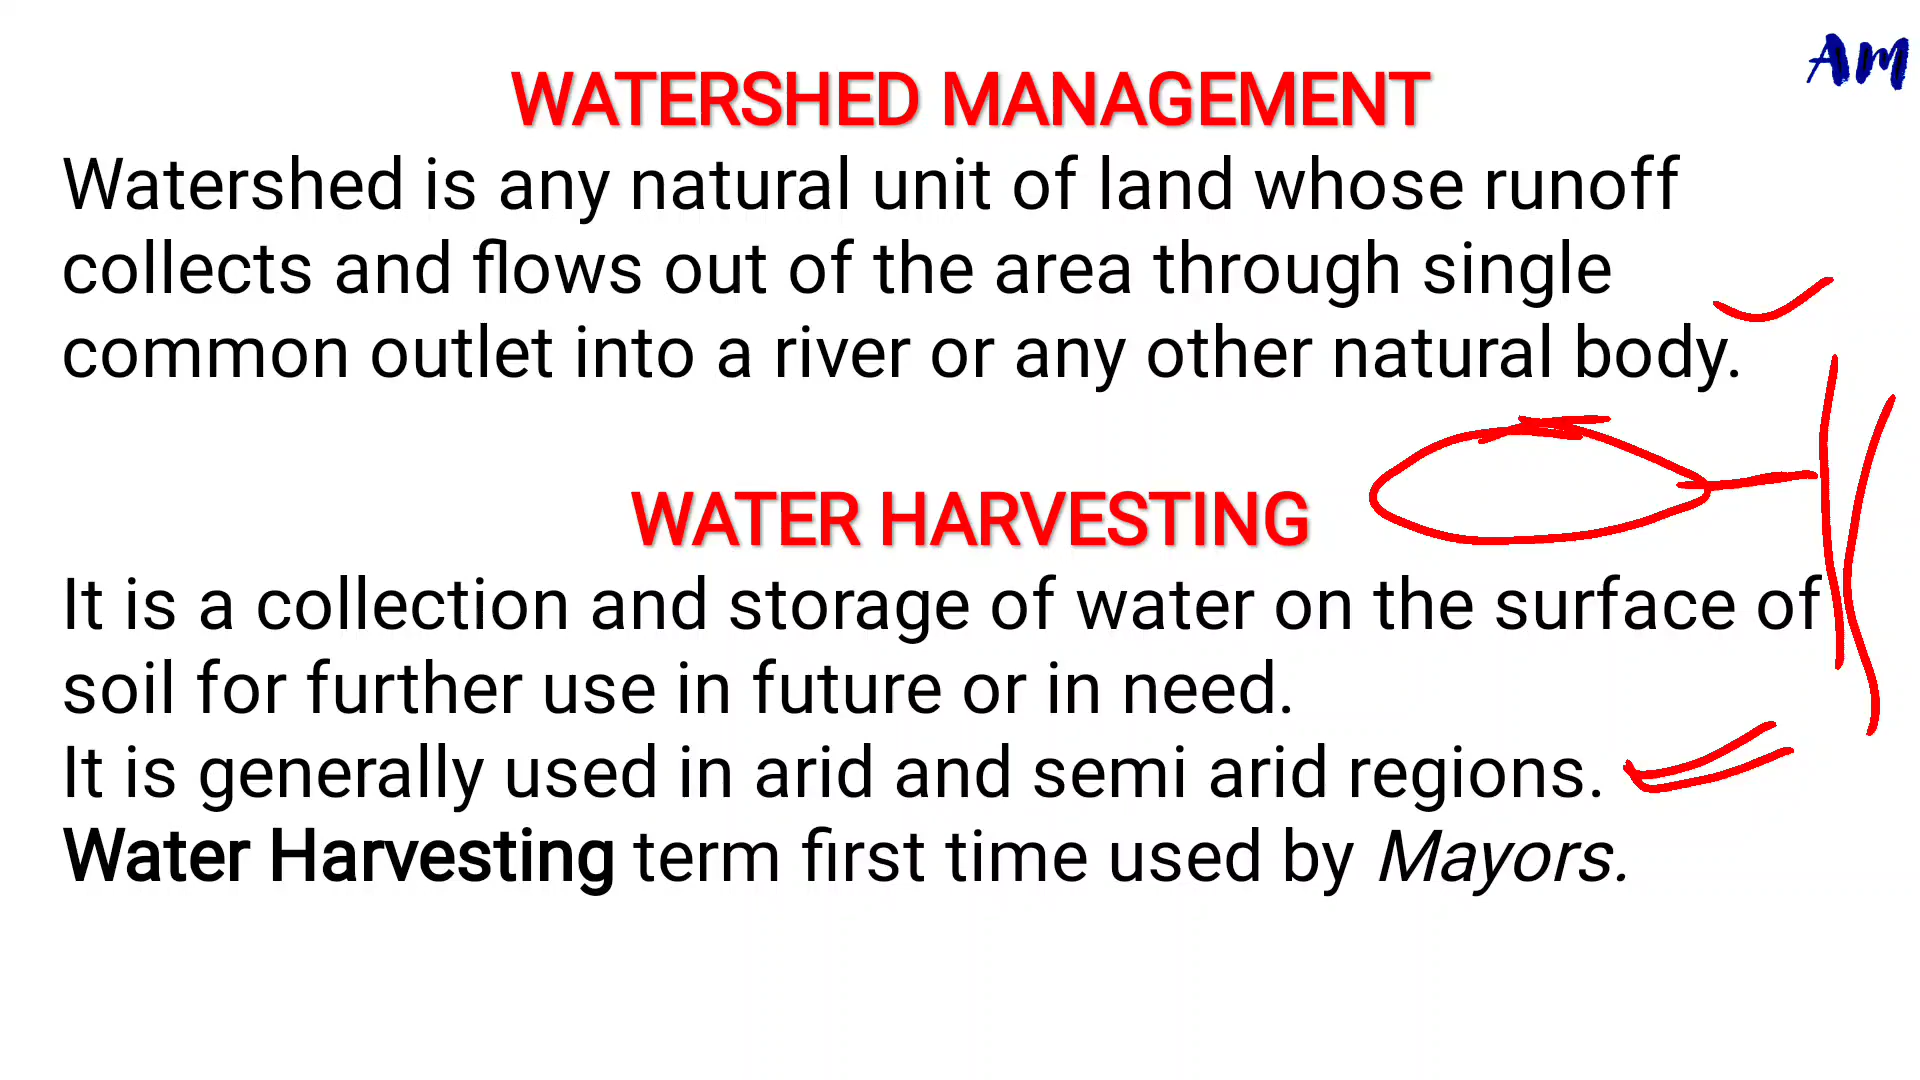 AM
WATERSHED MANAGEMENT
Watershed is any natural unit of land whose runoff
collects and flows out of the area through single
common outlet into a river or any other natural body.
WATER HARVESTING
It is a collection and storage of water on the surface of
soil for further use in future or in need.
It is generally used in arid and semi arid regions.
Water Harvesting term first time used by Mayors.